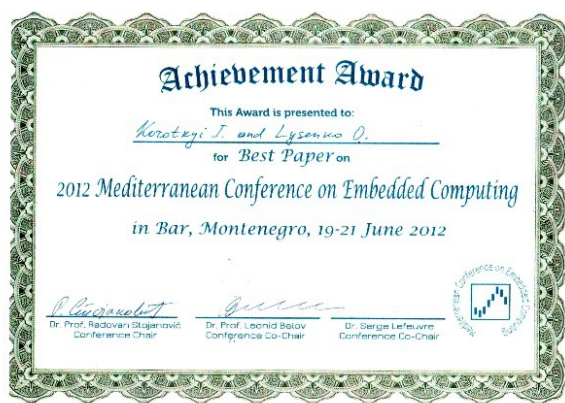 Achievement Award
This Award is presented to:
Korotkyi I. and Lysenko O.
for Best Paper on
2012 Mediterranean Conference on Embedded Computing
in Bar, Montenegro, 19-21 June 2012
Dr. Prof. Radovan Stojanović
Conference Chair
Dr. Prof. Leonid Belov
Conference Co-Chair
Dr. Serge Lefeuvre
Conference Co-Chair
Mediterranean Conference on Embedded Computing